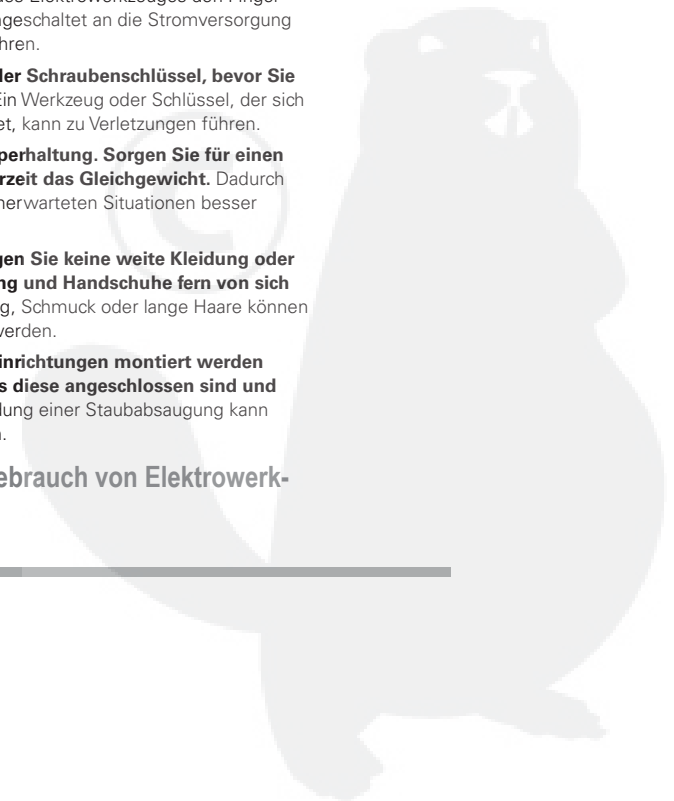 des Elektrowerkzeuges den Finger
ngeschaltet an die Stromversorgung
hren.
der Schraubenschlüssel, bevor Sie
Ein Werkzeug oder Schlüssel, der sich
et, kann zu Verletzungen führen.
perhaltung. Sorgen Sie für einen
rzeit das Gleichgewicht. Dadurch
nerwarteten Situationen besser
gen Sie keine weite Kleidung oder
ng und Handschuhe fern von sich
g, Schmuck oder lange Haare können
werden.
inrichtungen montiert werden
s diese angeschlossen sind und
dung einer Staubabsaugung kann
n.
ebrauch von Elektrowerk-
©